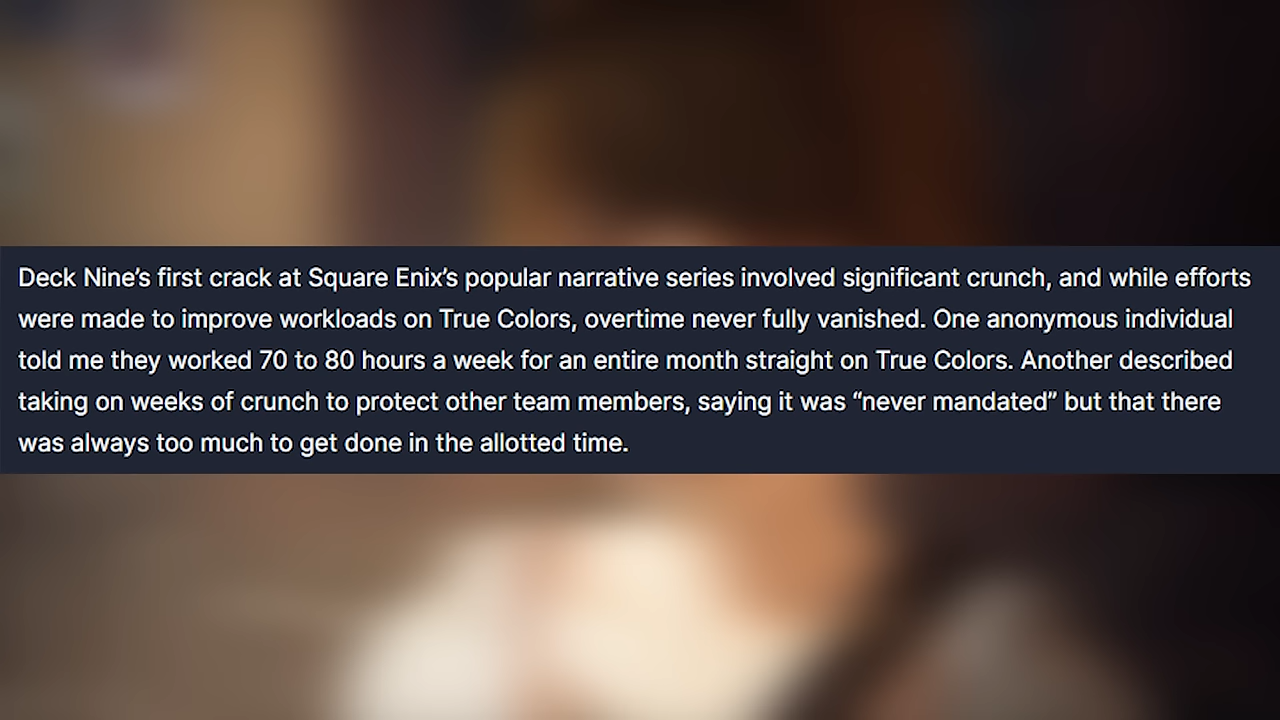 Deck Nine’s first crack at Square Enix’s popular narrative series involved significant crunch, and while efforts
were made to improve workloads on True Colors, overtime never fully vanished. One anonymous individual
told me they worked 70 to 80 hours a week for an entire month straight on True Colors. Another described
taking on weeks of crunch to protect other team members, saying it was “never mandated” but that there
was always too much to get done in the allotted time.